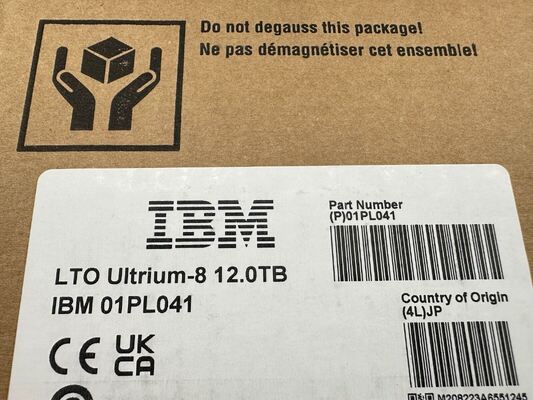 Do not degauss this package!
Ne pas démagnétiser cet ensemble!
IBM
Part Number
(P)01PL041
LTO Ultrium-8 12.0TB
IBM 01PL041
Country of Origin
(4L)JP
CE UK
CA
M208223A6551245